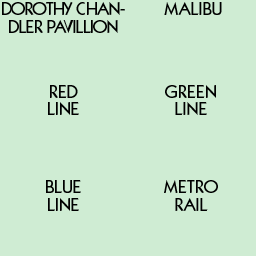 DOROTHY CHAN-
DLER PAVILLION
MALIBU
RED
LINE
GREEN
LINE
BLUE
LINE
METRO
RAIL